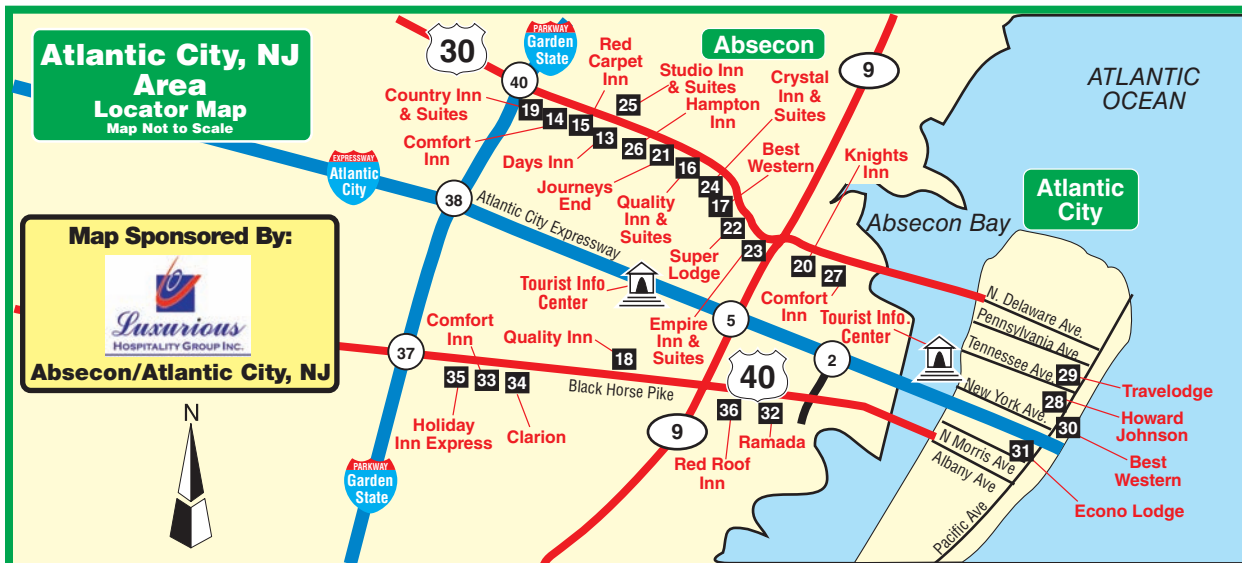 Atlantic City, NJ
Area
Locator Map
Map Not to Scale
30
PARKWAY
Garden
State
40
Red
Carpet
Inn
Absecon
Studio Inn
& Suites
Hampton
Inn
Crystal
Inn &
Suites
9
ATLANTIC
OCEAN
Country Inn
& Suites
19
14
15
25
Comfort
Inn
13
26
21
16
24
17
22
23
Days Inn
Journeys
End
Quality
Inn &
Suites
Best
Western
Knights
Inn
EXPRESSWAY
Atlantic
City
38
Atlantic City Expressway
Super
Lodge
Absecon Bay
Atlantic
City
Map Sponsored By:
Luxurious
HOSPITALITY GROUP INC.
Absecon/Atlantic City, NJ
Tourist Info
Center
20
27
Comfort
Inn
Tourist Info.
Center
Empire
Inn &
Suites
5
2
N. Delaware Ave.
Pennsylvania Ave.
Tennessee Ave.
New York Ave.
N Morris Ave
Albany Ave
Pacific Ave
37
Comfort
Inn
Quality Inn
18
Black Horse Pike
40
35
33
34
Holiday
Inn Express
Clarion
9
36
32
Red Roof
Inn
Ramada
29
Travelodge
28
Howard
Johnson
30
Best
Western
31
Econo Lodge
N
PARKWAY
Garden
State